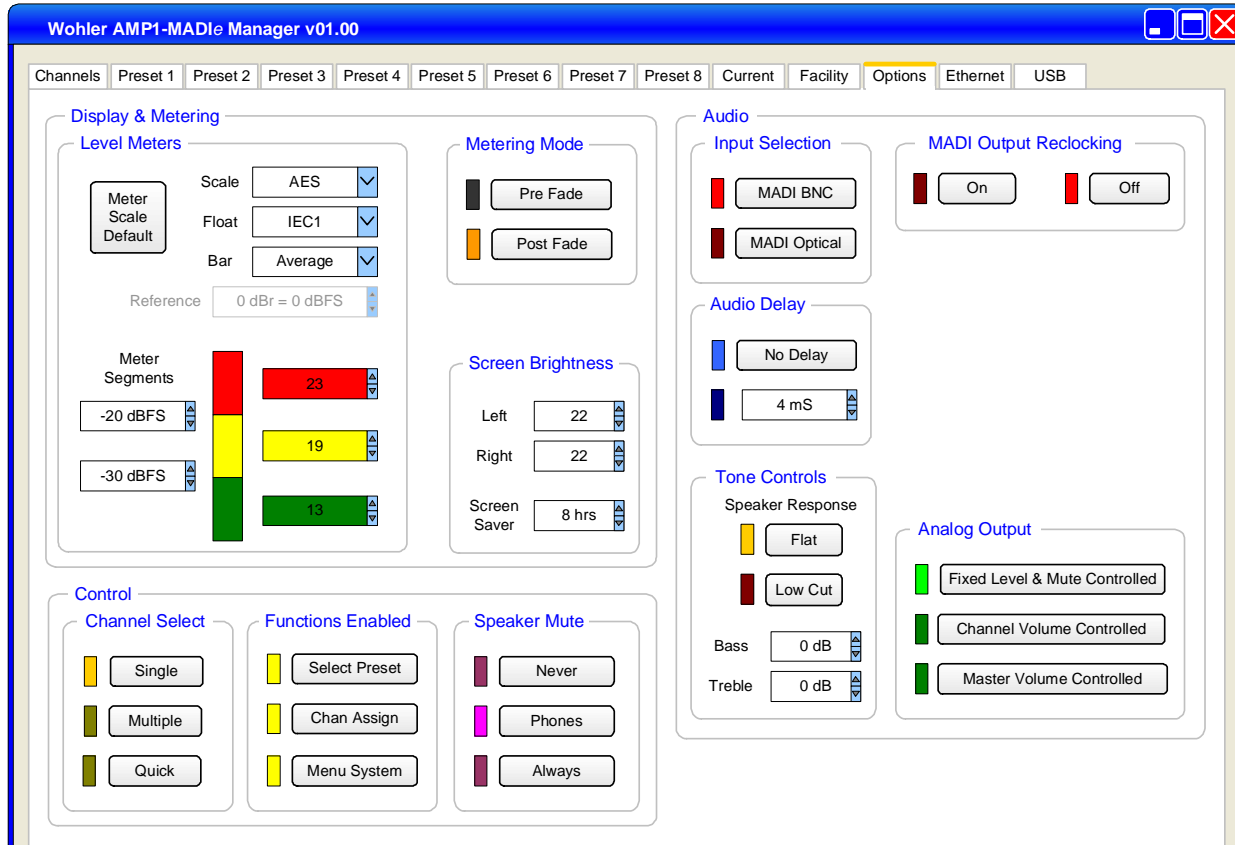 Wohler AMP1-MADIe Manager v01.00
Channels Preset 1 Preset 2 Preset 3 Preset 4 Preset 5 Preset 6 Preset 7 Preset 8 Current Facility Options Ethernet USB
Display & Metering
Level Meters
Meter
Scale
Default
Scale AES
Float IEC1
Bar Average
Reference 0 dBr = 0 dBFS
Meter
Segments
-20 dBFS
-30 dBFS
23
19
13
Metering Mode
Pre Fade
Post Fade
Screen Brightness
Left 22
Right 22
Screen
Saver
8 hrs
Control
Channel Select
Single
Multiple
Quick
Functions Enabled
Select Preset
Chan Assign
Menu System
Speaker Mute
Never
Phones
Always
Audio
Input Selection
MADI BNC
MADI Optical
MADI Output Reclocking
On Off
Audio Delay
No Delay
4 mS
Tone Controls
Speaker Response
Flat
Low Cut
Bass 0 dB
Treble 0 dB
Analog Output
Fixed Level & Mute Controlled
Channel Volume Controlled
Master Volume Controlled